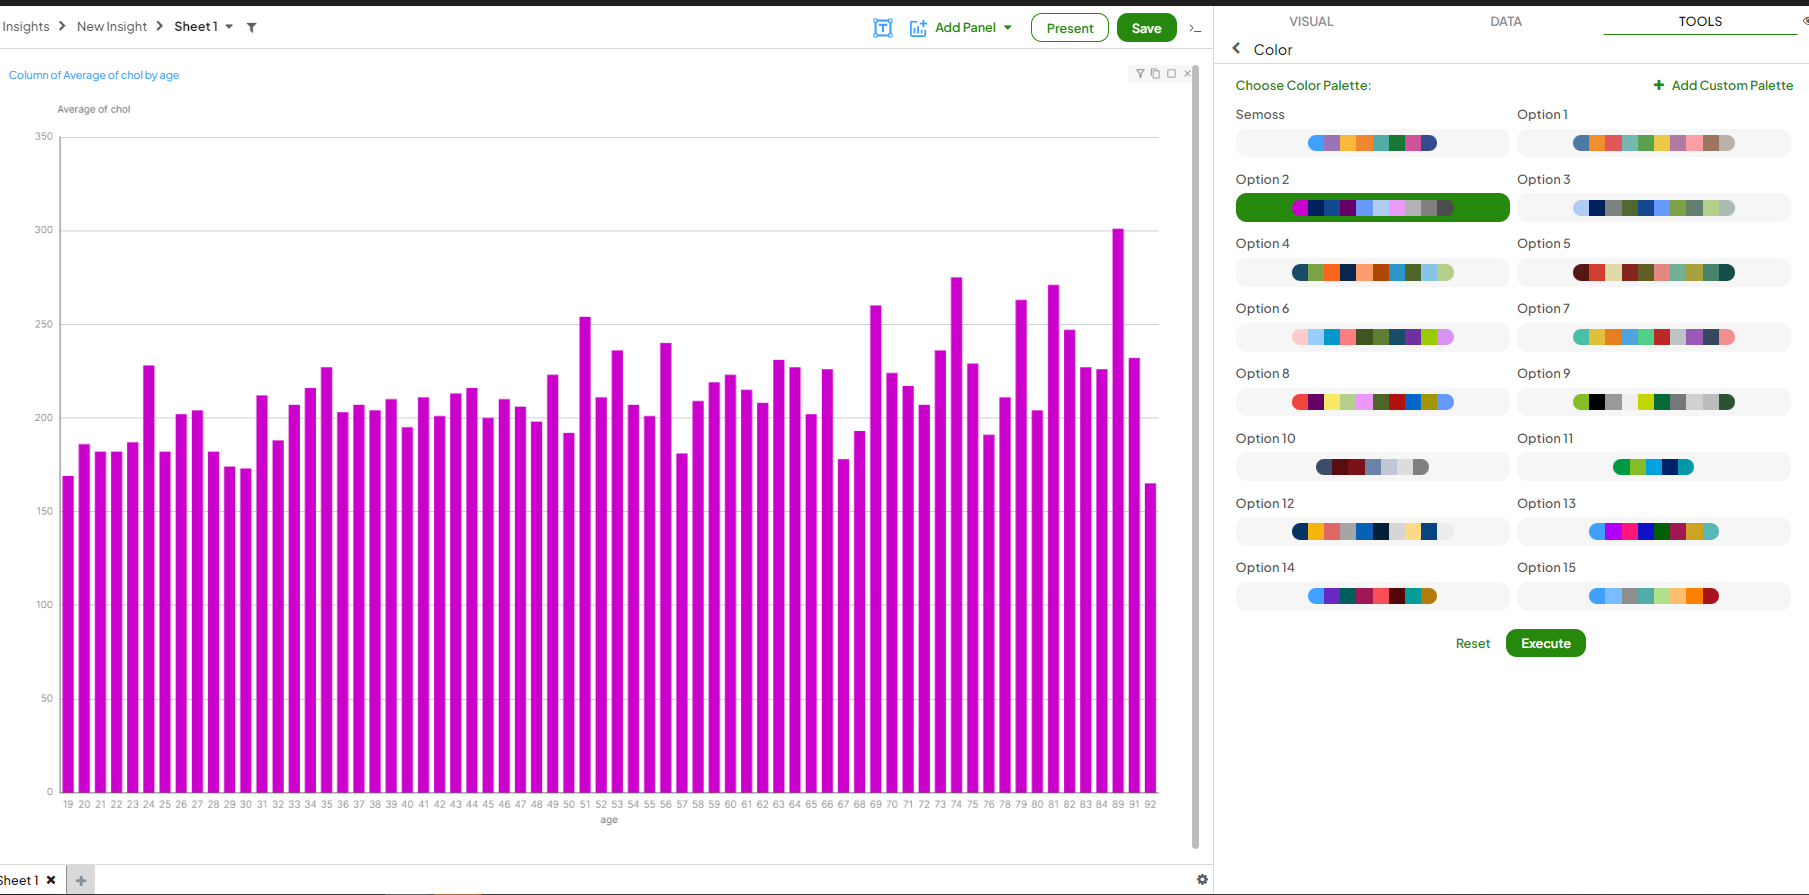 Insights > New Insight > Sheet 1
Add Panel
Present
Save
>_
VISUAL DATA TOOLS
Color
Column of Average of chol by age
Average of chol
350
300
250
200
150
100
50
0
19 20 21 22 23 24 25 26 27 28 29 30 31 32 33 34 35 36 37 38 39 40 41 42 43 44 45 46 47 48 49 50 51 52 53 54 55 56 57 58 59 60 61 62 63 64 65 66 67 68 69 70 71 72 73 74 75 76 78 79 80 81 82 83 84 89 91 92
age
Choose Color Palette:
+ Add Custom Palette
Semoss
Option 1
Option 2
Option 3
Option 4
Option 5
Option 6
Option 7
Option 8
Option 9
Option 10
Option 11
Option 12
Option 13
Option 14
Option 15
Reset
Execute
Sheet 1